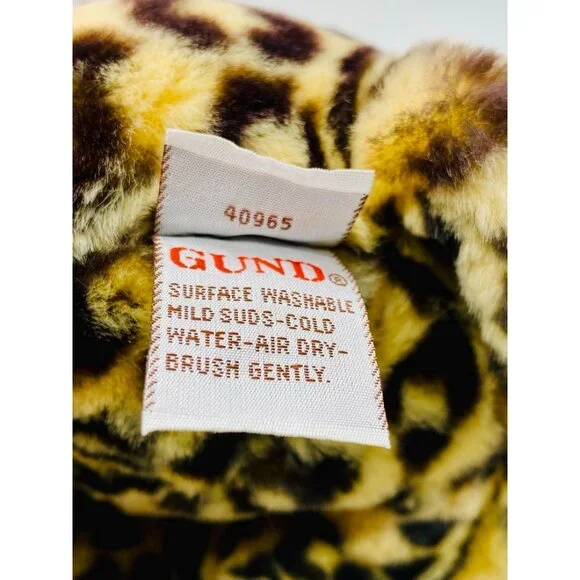 40965
GUND®
SURFACE WASHABLE
MILD SUDS-COLD
WATER-AIR DRY-
BRUSH GENTLY.